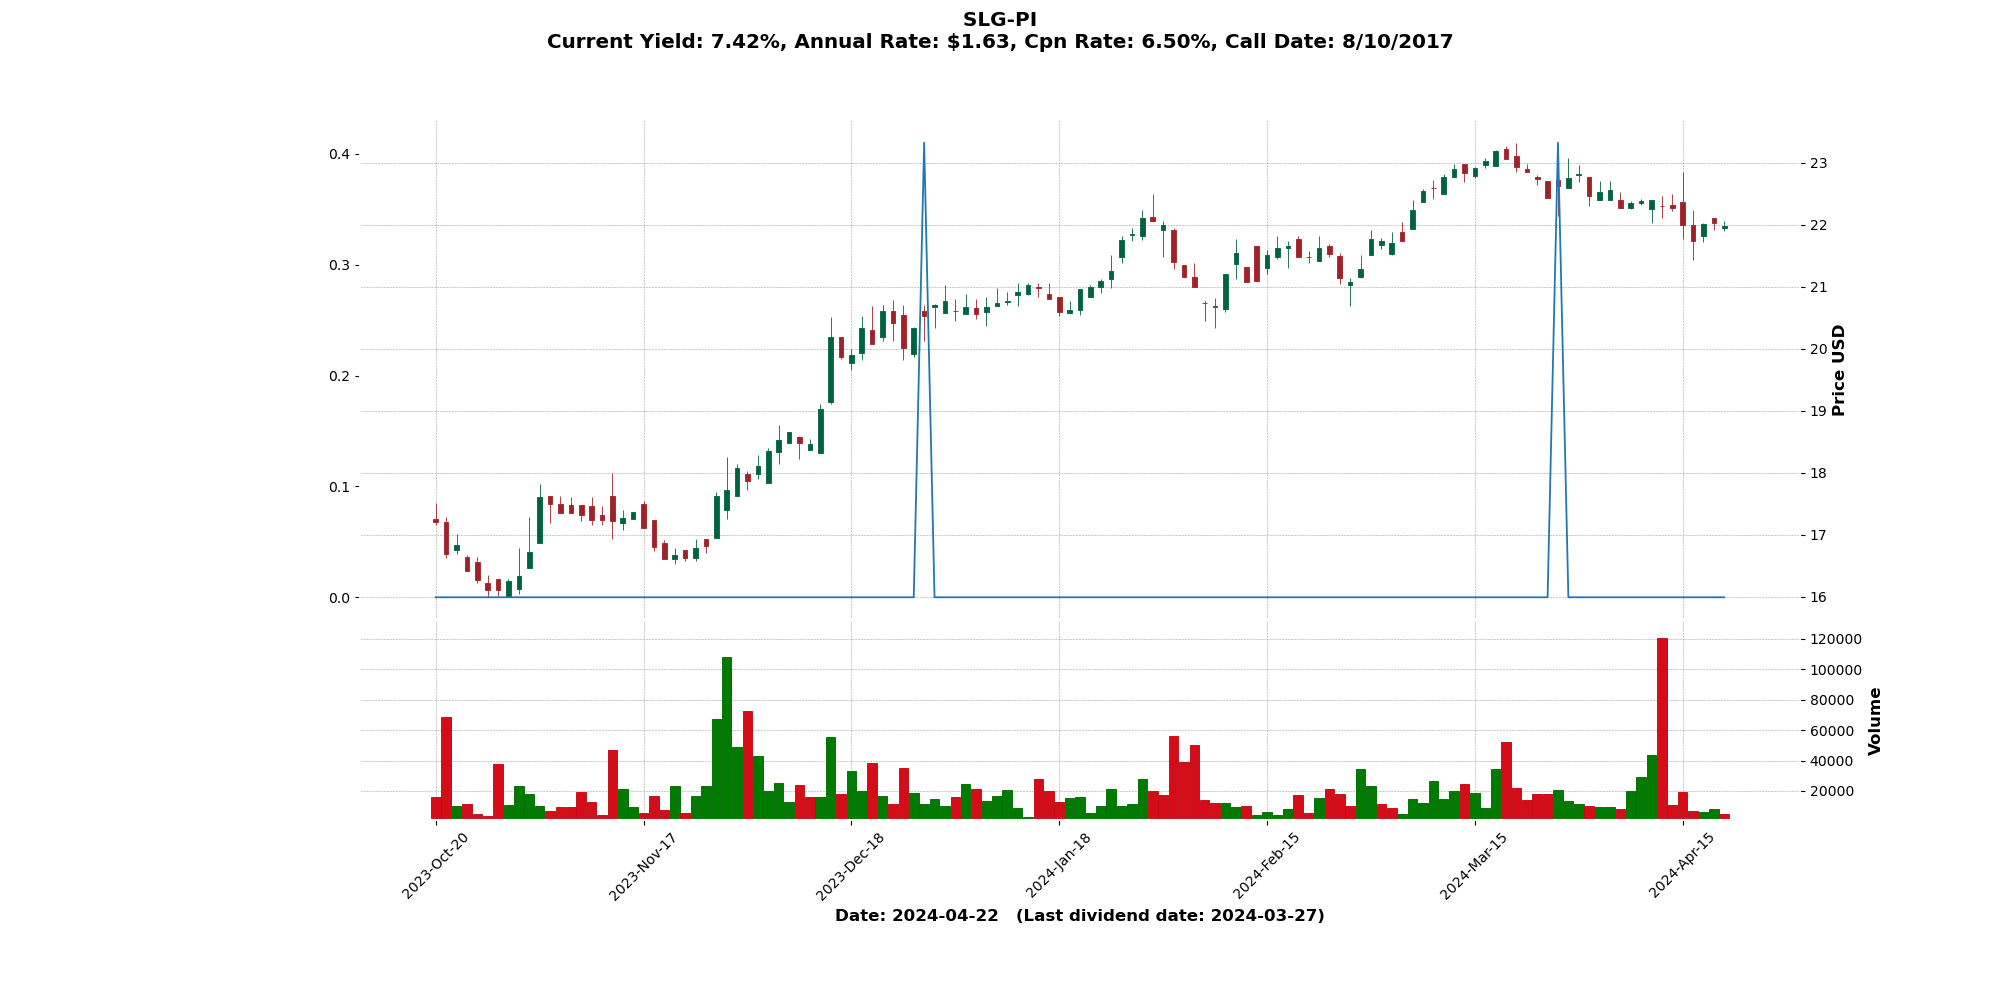 SLG-PI
Current Yield: 7.42%, Annual Rate: $1.63, Cpn Rate: 6.50%, Call Date: 8/10/2017
0.4
0.3
0.2
0.1
0.0
23
22
21
20
19
18
17
16
Price USD
120000
100000
80000
60000
40000
20000
Volume
2023-Oct-20
2023-Nov-17
2023-Dec-18
2024-Jan-18
2024-Feb-15
2024-Mar-15
2024-Apr-15
Date: 2024-04-22 (Last dividend date: 2024-03-27)